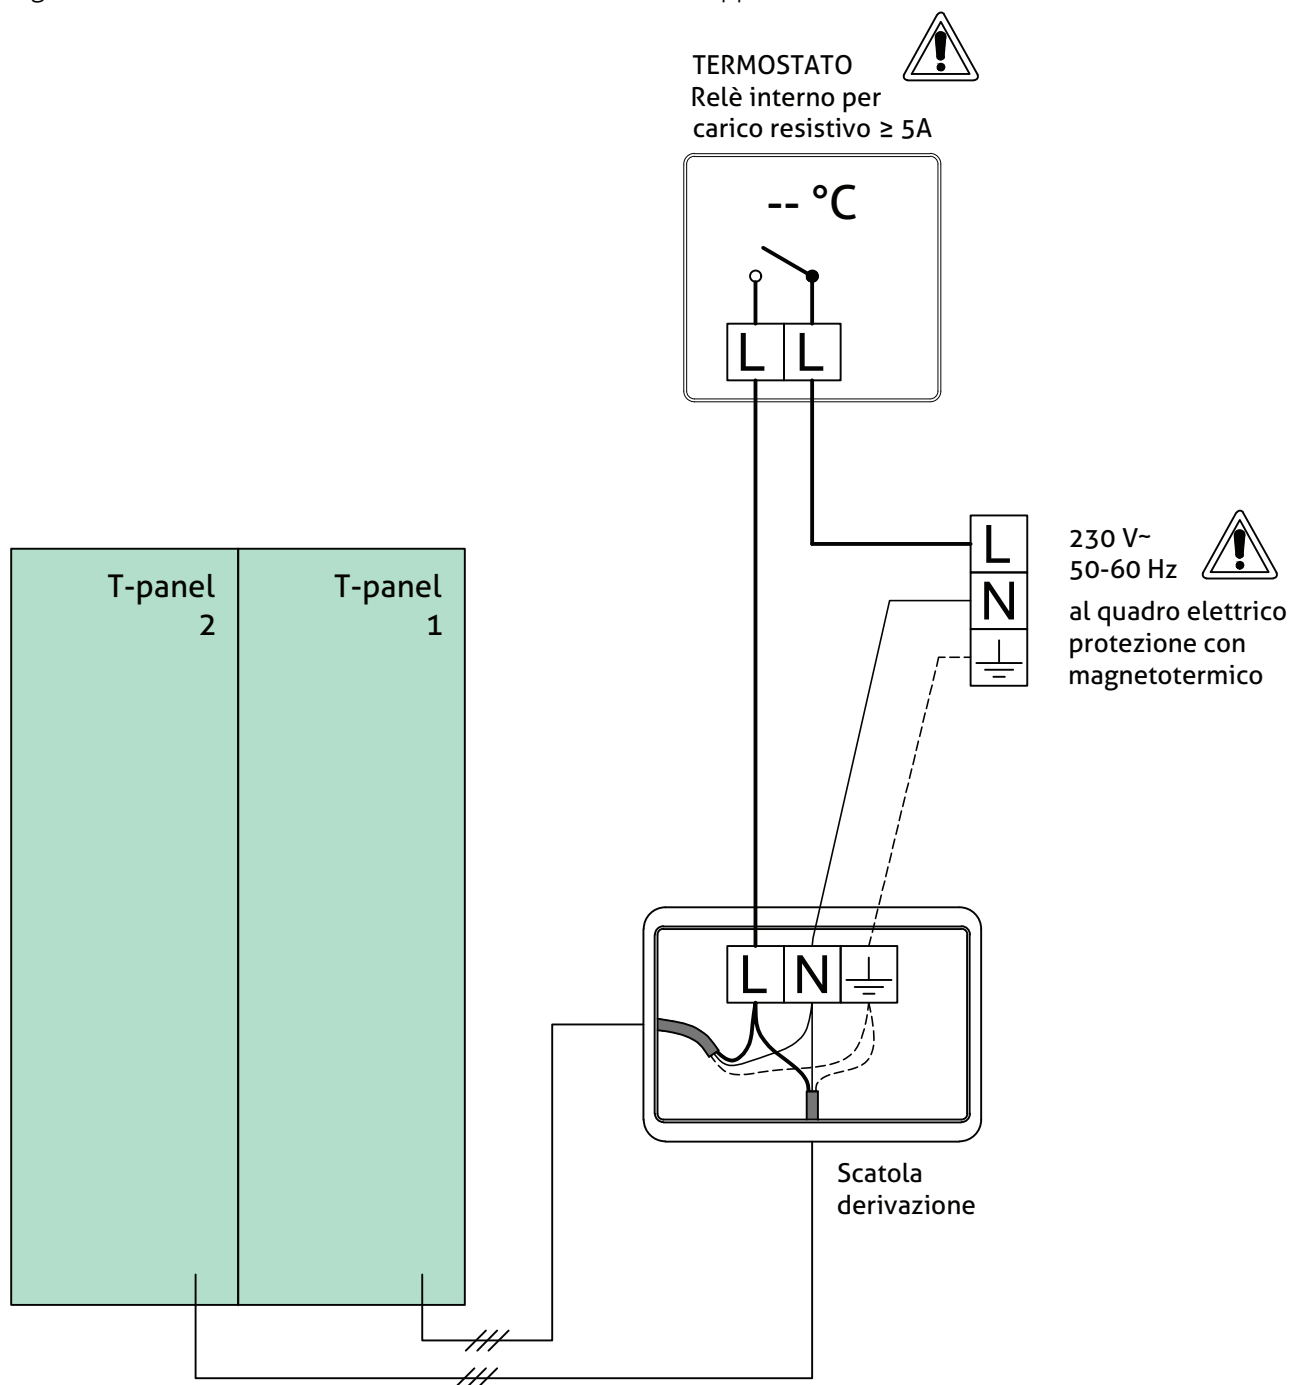 TERMOSTATO
Relè interno per
carico resistivo ≥ 5A
-- °C
L L
L
N
230 V~
50-60 Hz
al quadro elettrico
protezione con
magnetotermico
T-panel
2
T-panel
1
L N
Scatola
derivazione